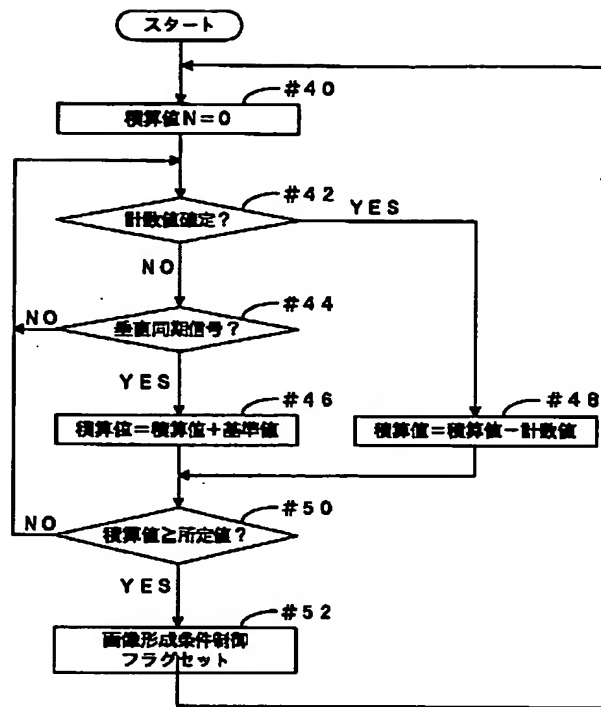 スタート
#40
積算値N=0
#42
計数値確定?
YES
NO
#44
垂直同期信号?
NO
YES
#46
積算値=積算値+基準値
#48
積算値=積算値-計数値
#50
積算値≧所定値?
NO
YES
#52
画像形成条件制御
フラグセット